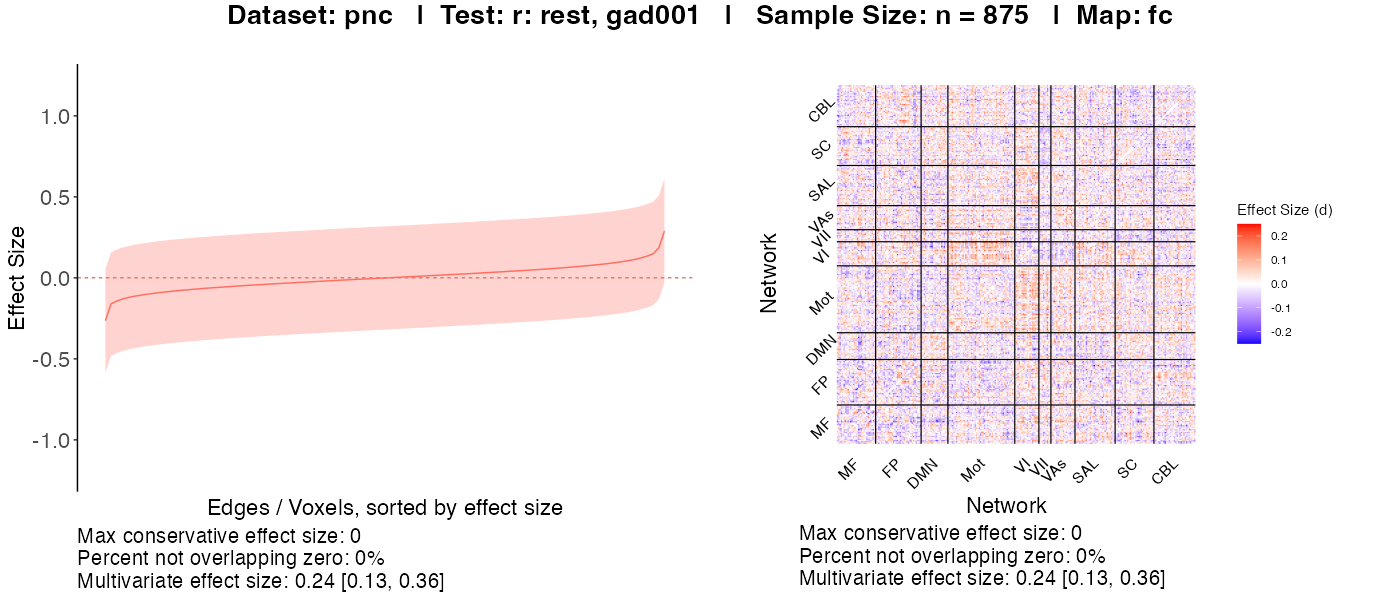 Dataset: pnc | Test: r: rest, gad001 | Sample Size: n = 875 | Map: fc
Effect Size
1.0
0.5
0.0
-0.5
-1.0
Edges / Voxels, sorted by effect size
Max conservative effect size: 0
Percent not overlapping zero: 0%
Multivariate effect size: 0.24 [0.13, 0.36]
Network
CBL
SC
SAL
VAs
VII
VI
Mot
DMN
FP
MF
MF FP DMN Mot VI VII VAs SAL SC CBL
Network
Max conservative effect size: 0
Percent not overlapping zero: 0%
Multivariate effect size: 0.24 [0.13, 0.36]
Effect Size (d)
0.2
0.1
0.0
-0.1
-0.2